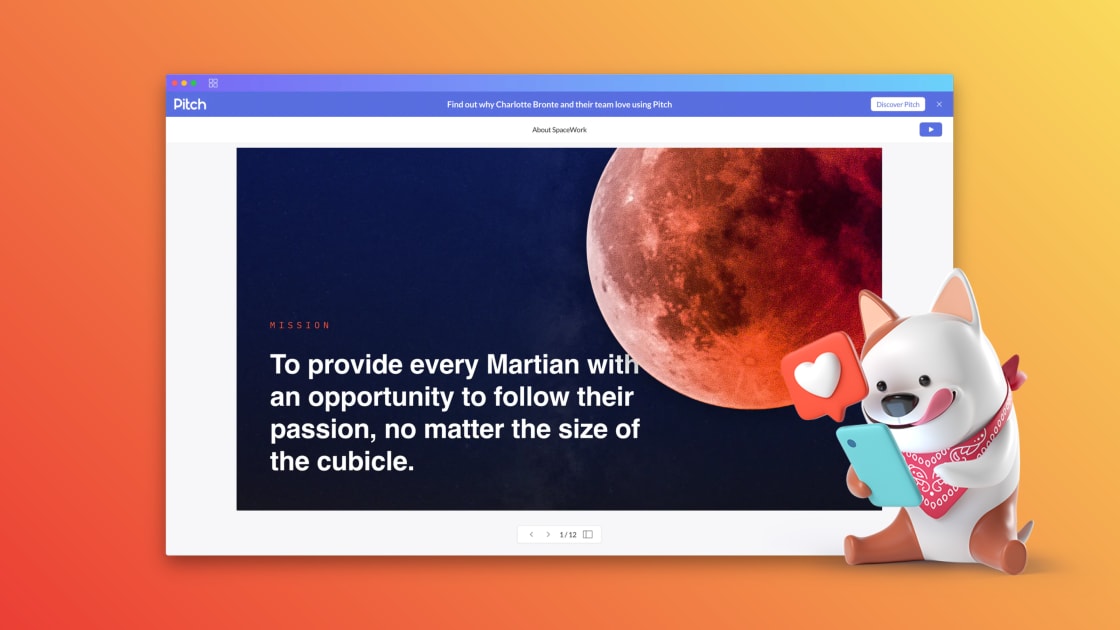 Pitch
Find out why Charlotte Bronte and their team love using Pitch
Discover Pitch
About SpaceWork
MISSION
To provide every Martian with
an opportunity to follow their
passion, no matter the size of
the cubicle.
1/12